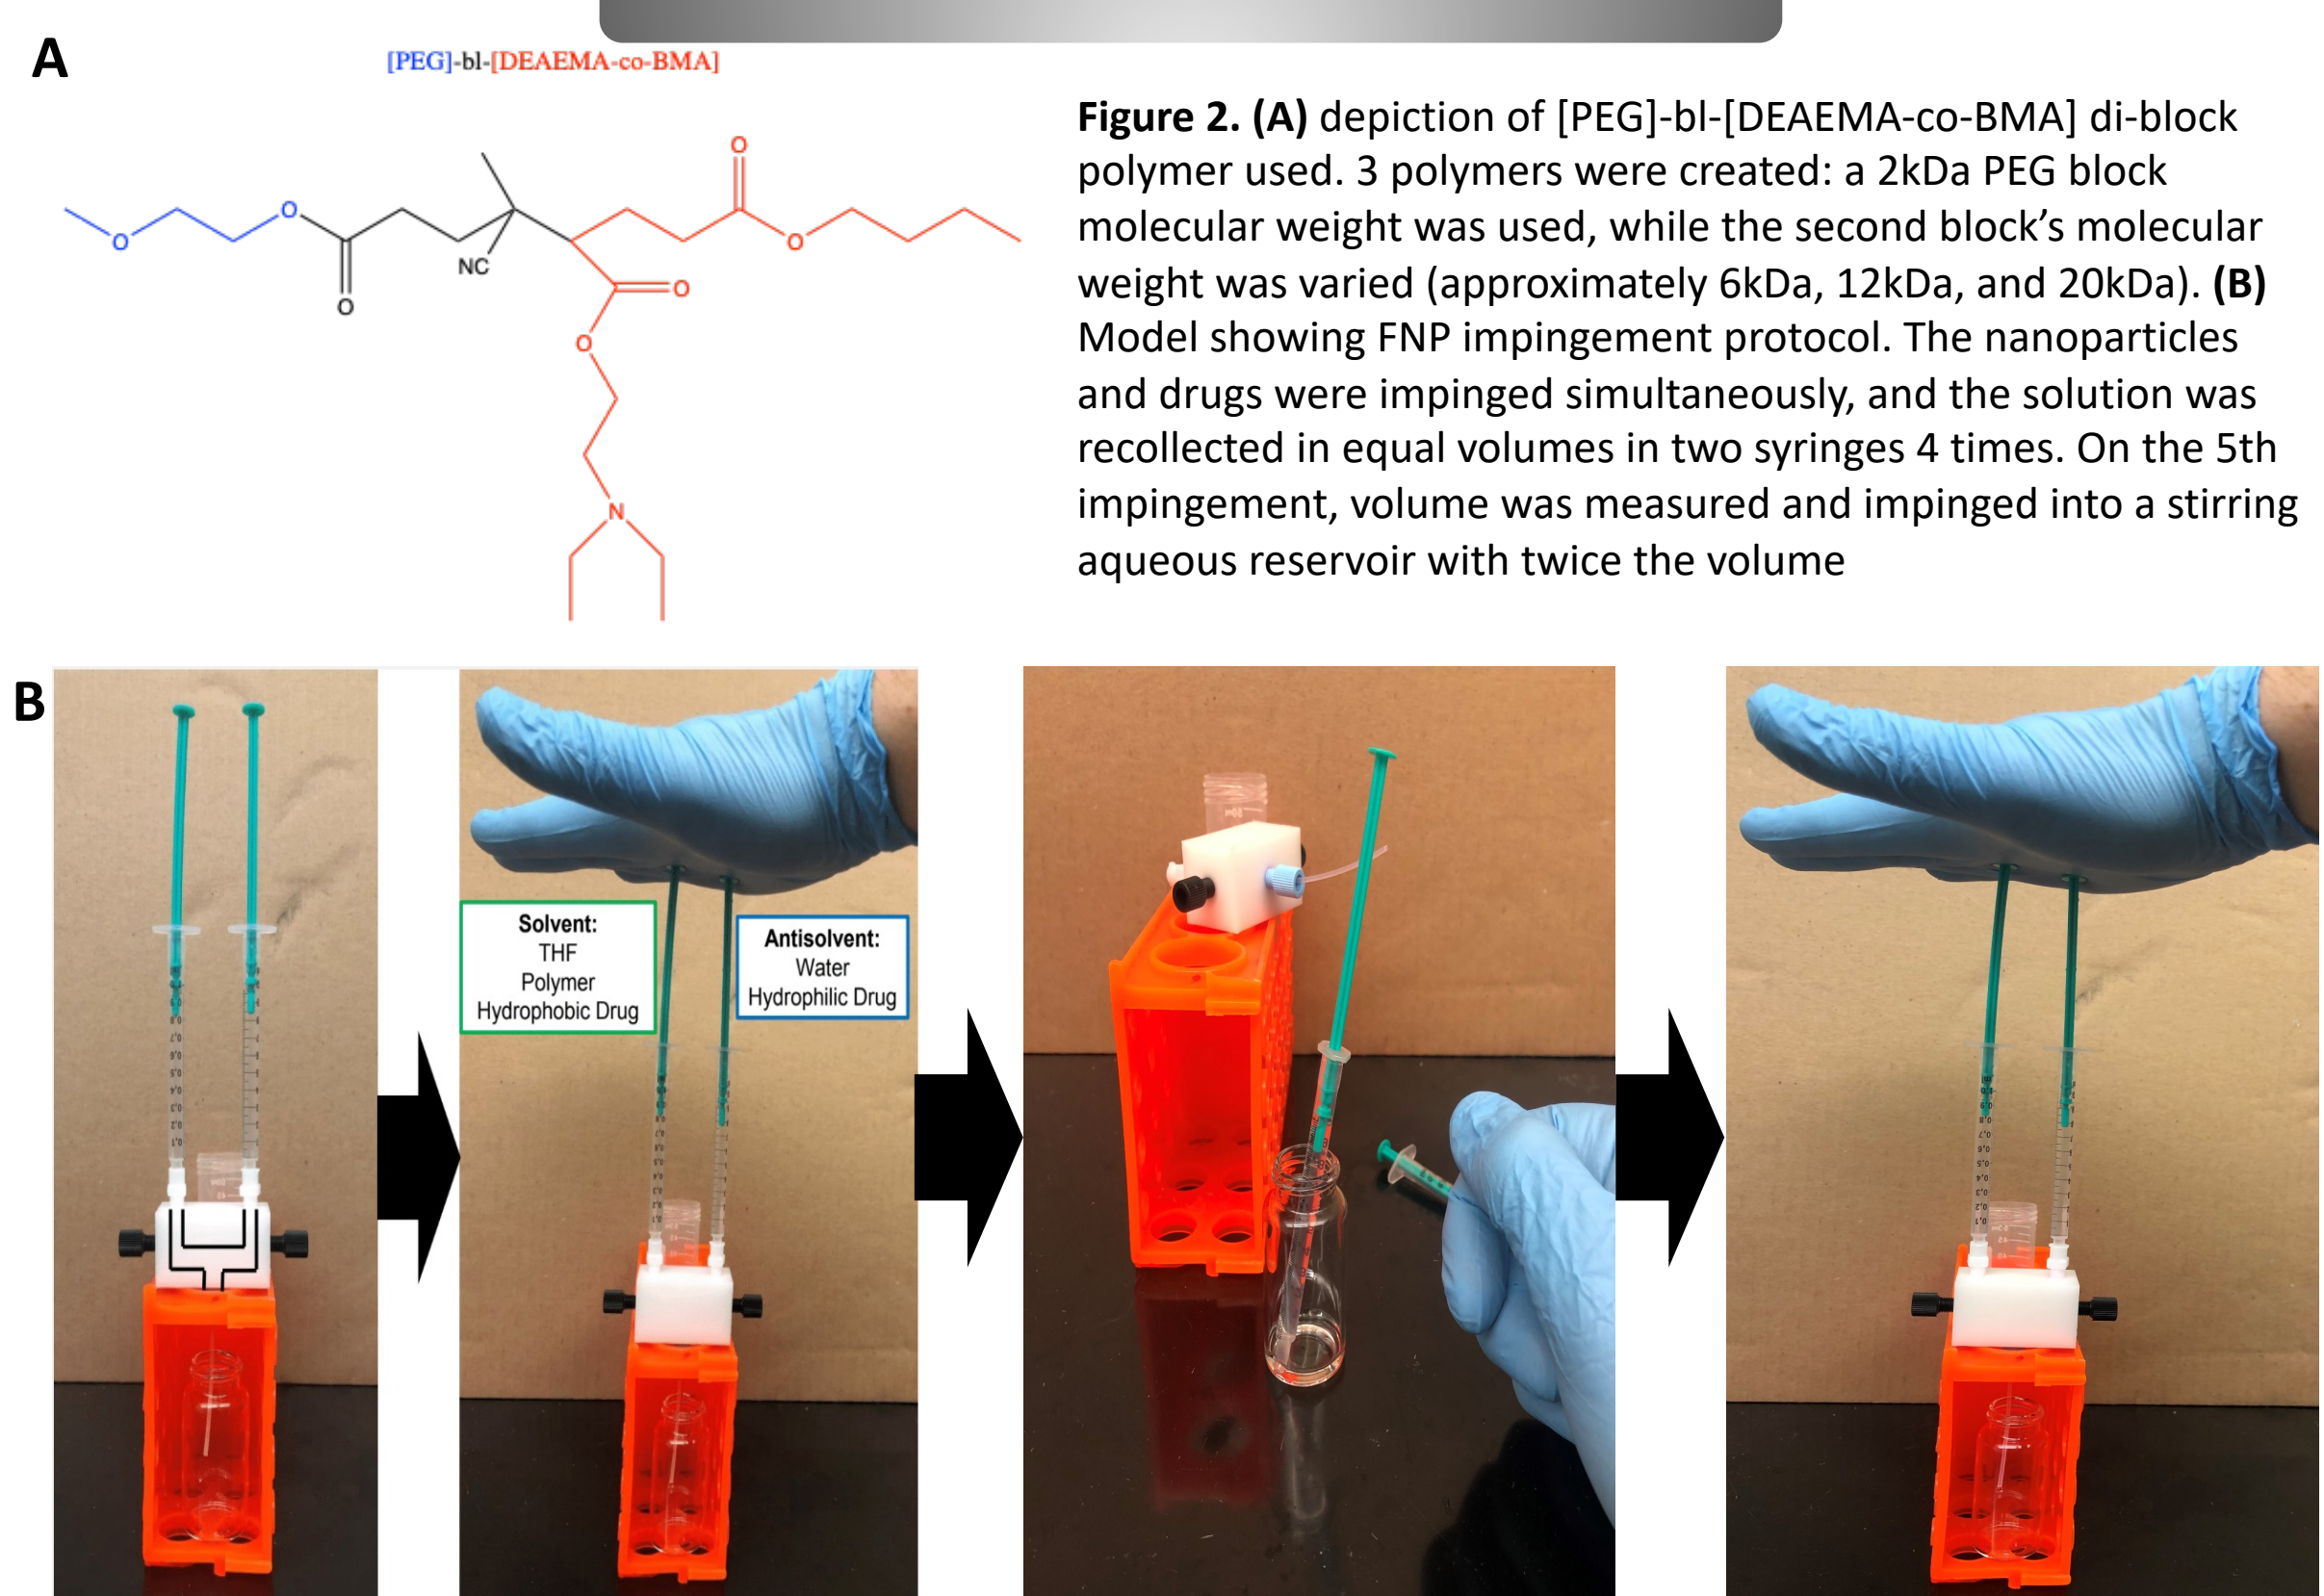 A
[PEG]-bl-[DEAEMA-co-BMA]
O
O
O
O
NC
O
O
O
O
N
Figure 2. (A) depiction of [PEG]-bl-[DEAEMA-co-BMA] di-block
polymer used. 3 polymers were created: a 2kDa PEG block
molecular weight was used, while the second block’s molecular
weight was varied (approximately 6kDa, 12kDa, and 20kDa). (B)
Model showing FNP impingement protocol. The nanoparticles
and drugs were impinged simultaneously, and the solution was
recollected in equal volumes in two syringes 4 times. On the 5th
impingement, volume was measured and impinged into a stirring
aqueous reservoir with twice the volume
B
Solvent:
THF
Polymer
Hydrophobic Drug
Antisolvent:
Water
Hydrophilic Drug